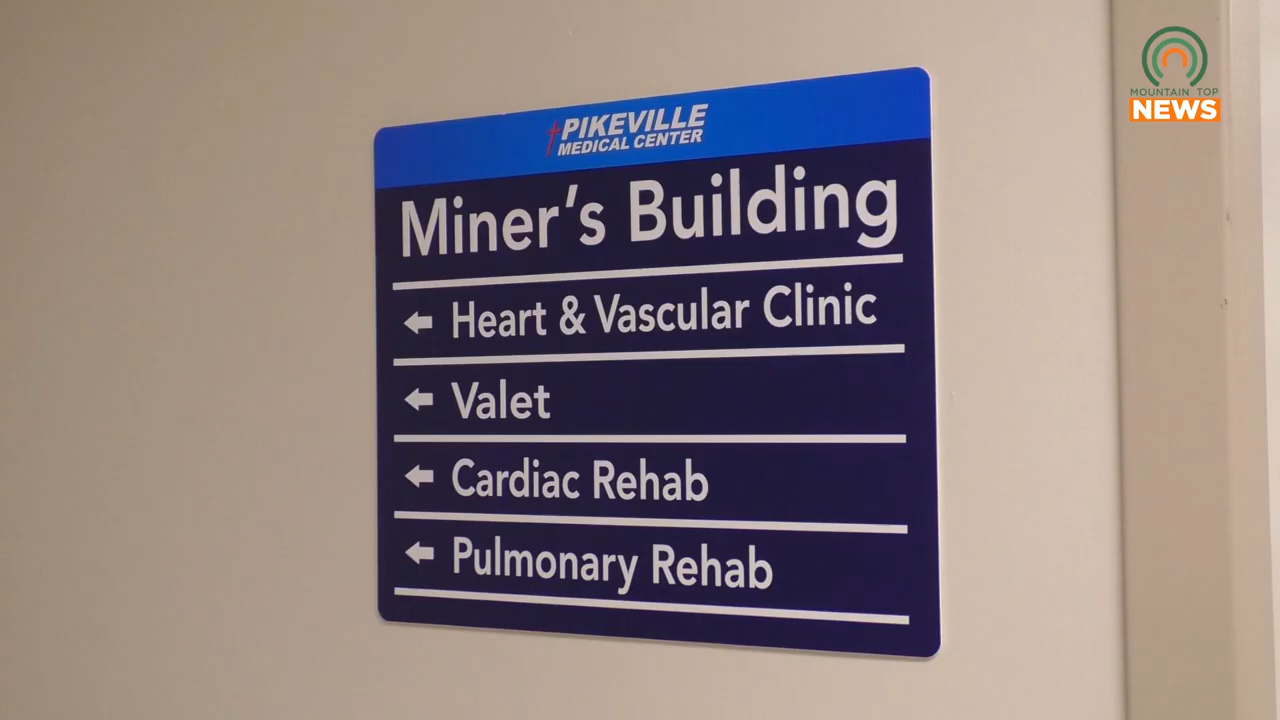 MOUNTAIN TOP
NEWS
PIKEVILLE
MEDICAL CENTER
Miner's Building
Heart & Vascular Clinic
Valet
Cardiac Rehab
Pulmonary Rehab